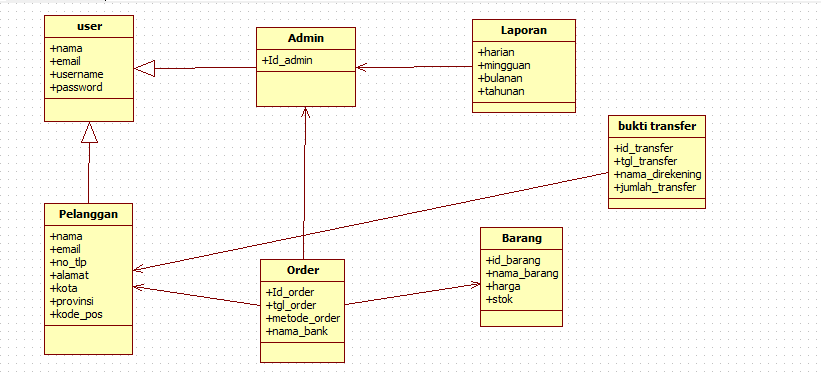 user
+nama
+email
+username
+password
Admin
+Id_admin
Laporan
+harian
+mingguan
+bulanan
+tahunan
bukti transfer
+id_transfer
+tgl_transfer
+nama_direkening
+jumlah_transfer
Pelanggan
+nama
+email
+no_tlp
+alamat
+kota
+provinsi
+kode_pos
Order
+Id_order
+tgl_order
+metode_order
+nama_bank
Barang
+id_barang
+nama_barang
+harga
+stok